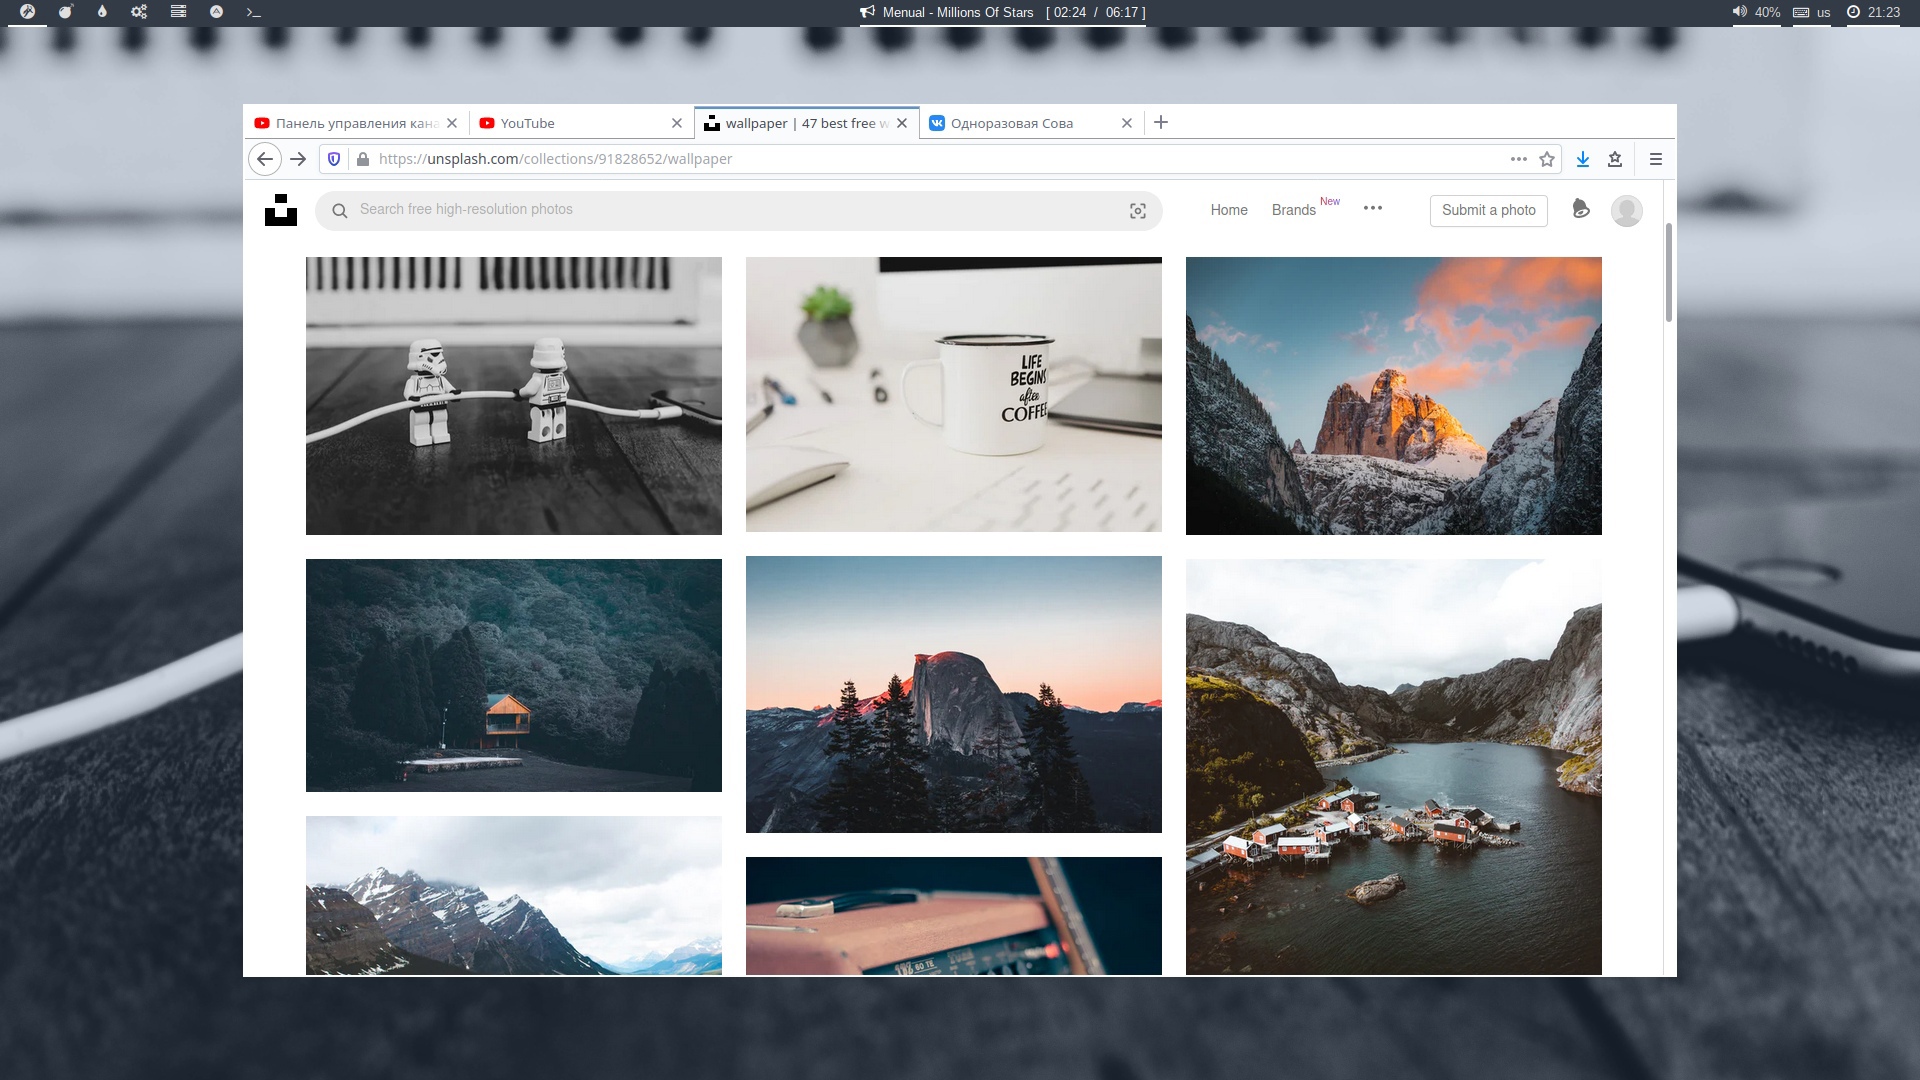 Menual - Millions Of Stars [ 02:24 / 06:17 ]
40% us 21:23
Панель управления кана
YouTube
wallpaper | 47 best free w
Одноразовая Сова
https://unsplash.com/collections/91828652/wallpaper
Search free high-resolution photos
Home
Brands New
Submit a photo
LIFE
BEGINS
after
COFFEE
60 TE